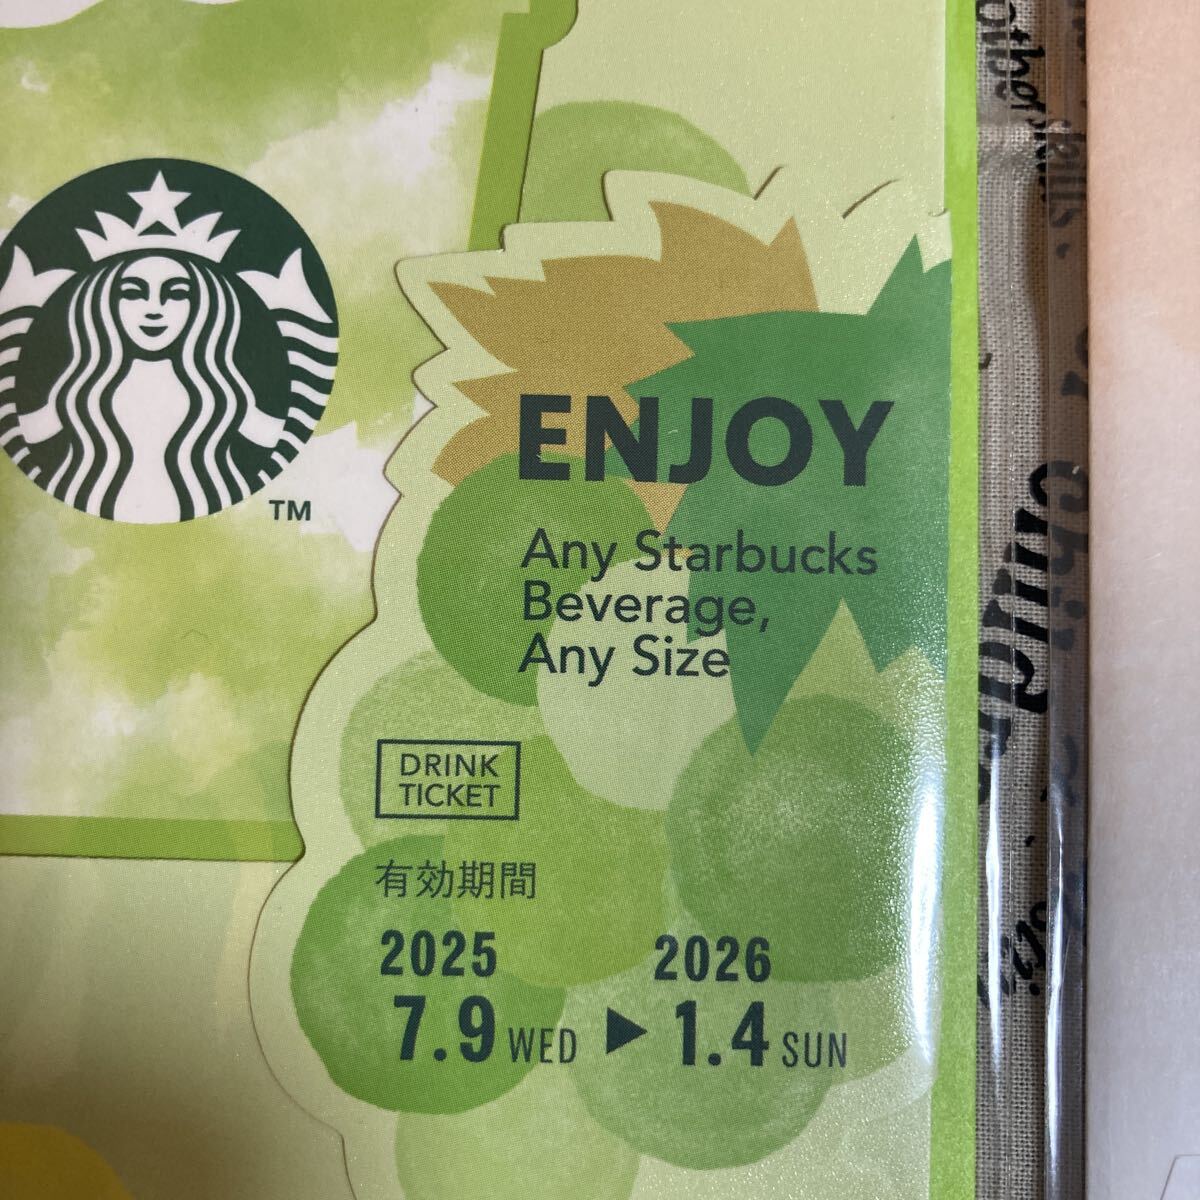 TM
ENJOY
Any Starbucks
Beverage,
Any Size
DRINK
TICKET
有効期間
2025
7.9 WED ▶ 2026
1.4 SUN